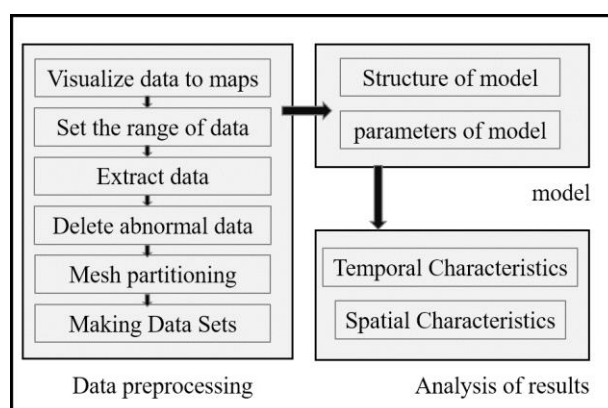 Visualize data to maps
Set the range of data
Extract data
Delete abnormal data
Mesh partitioning
Making Data Sets
Data preprocessing
Structure of model
parameters of model
model
Temporal Characteristics
Spatial Characteristics
Analysis of results